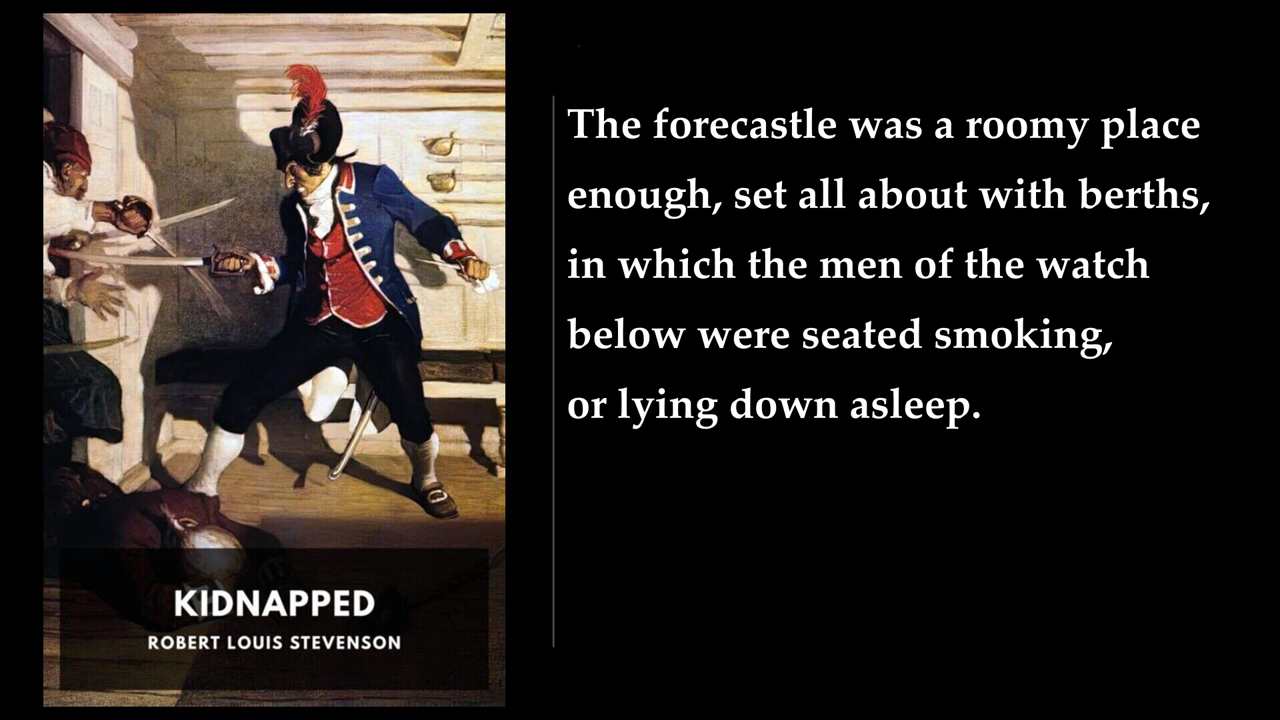 KIDNAPPED
ROBERT LOUIS STEVENSON
The forecastle was a roomy place
enough, set all about with berths,
in which the men of the watch
below were seated smoking,
or lying down asleep.